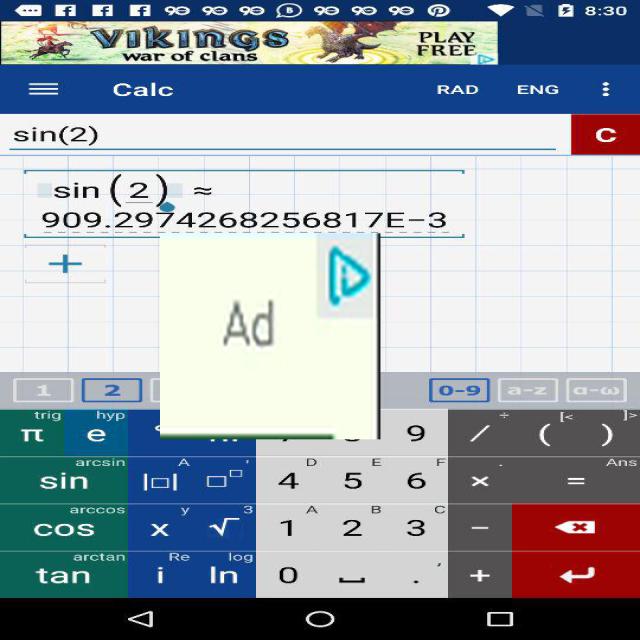 8:30
VIKINGS
war of clans
PLAY
FREE
Calc
RAD
ENG
sin(2)
C
sin(2) ≈
909.2974268256817E−3
+
Ad
1
2
0-9
a-z
α-ω
trig
hyp
÷
[<
]>
π
e
9
/
(
)
arcsin
A
D
E
F
.
Ans
sin
|□|
□□
4
5
6
×
=
arccos
y
3
A
B
C
cos
x
√
1
2
3
−
arctan
Re
log
,
tan
i
ln
0
.
+